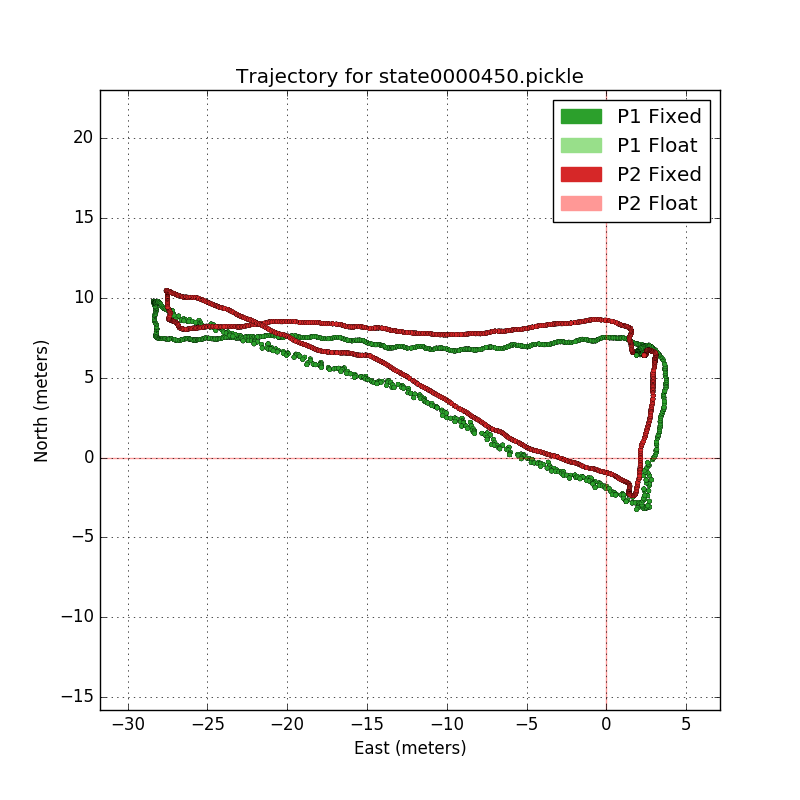 Trajectory for state0000450.pickle
P1 Fixed
P1 Float
P2 Fixed
P2 Float
20
15
10
5
0
−5
−10
−15
North (meters)
−30 −25 −20 −15 −10 −5 0 5
East (meters)